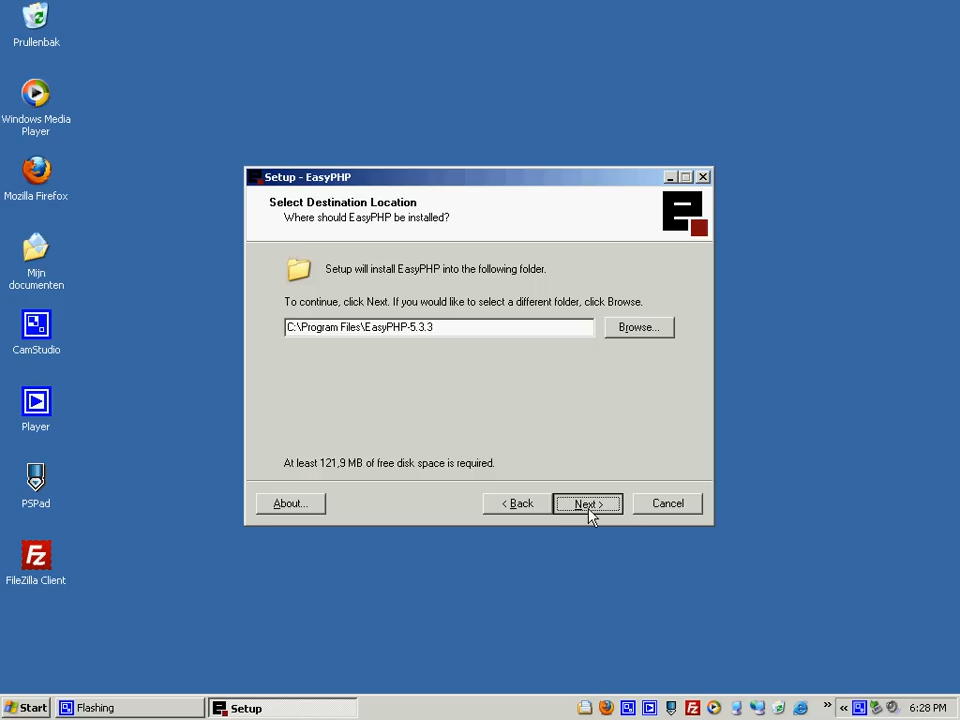 Prullenbak
Windows Media
Player
Mozilla Firefox
Mijn
documenten
CamStudio
Player
PSPad
FileZilla Client
Setup - EasyPHP
Select Destination Location
Where should EasyPHP be installed?
Setup will install EasyPHP into the following folder.
To continue, click Next. If you would like to select a different folder, click Browse.
C:\Program Files\EasyPHP-5.3.3
Browse...
At least 121,9 MB of free disk space is required.
About...
< Back
Next >
Cancel
Start
Flashing
Setup
6:28 PM